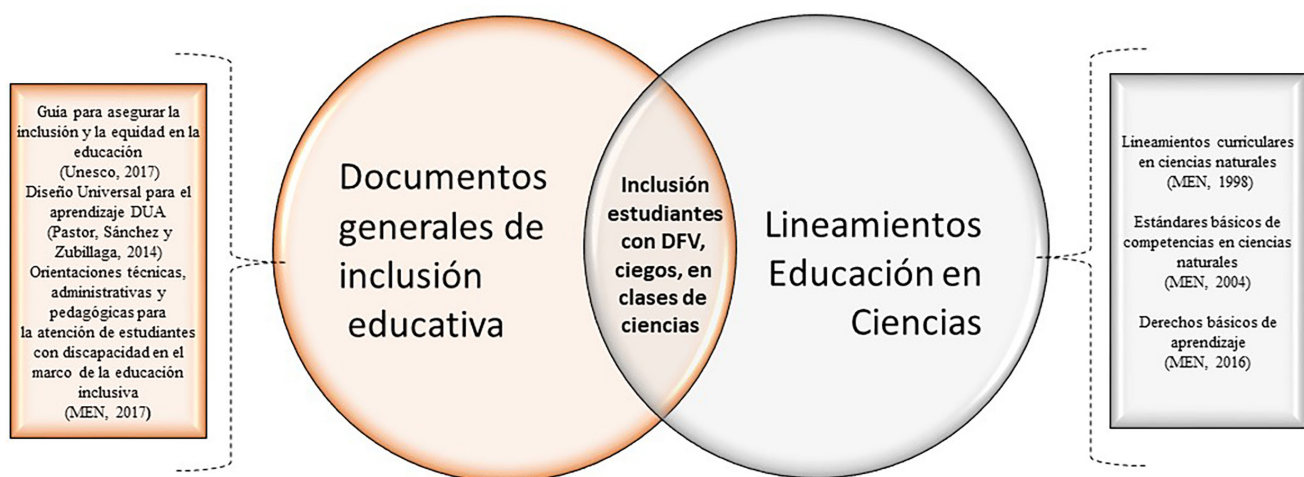 Guía para asegurar la
inclusión y la equidad en la
educación
(Unesco, 2017)
Diseño Universal para el
aprendizaje DUA
(Pastor, Sánchez y
Zubillaga, 2014)
Orientaciones técnicas,
administrativas y
pedagógicas para
la atención de estudiantes
con discapacidad en el
marco de la educación
inclusiva
(MEN, 2017)
Documentos
generales de
inclusión
educativa
Inclusión
estudiantes
con DFV,
ciegos, en
clases de
ciencias
Lineamientos
Educación en
Ciencias
Lineamientos curriculares
en ciencias naturales
(MEN, 1998)
Estándares básicos de
competencias en ciencias
naturales
(MEN, 2004)
Derechos básicos de
aprendizaje
(MEN, 2016)